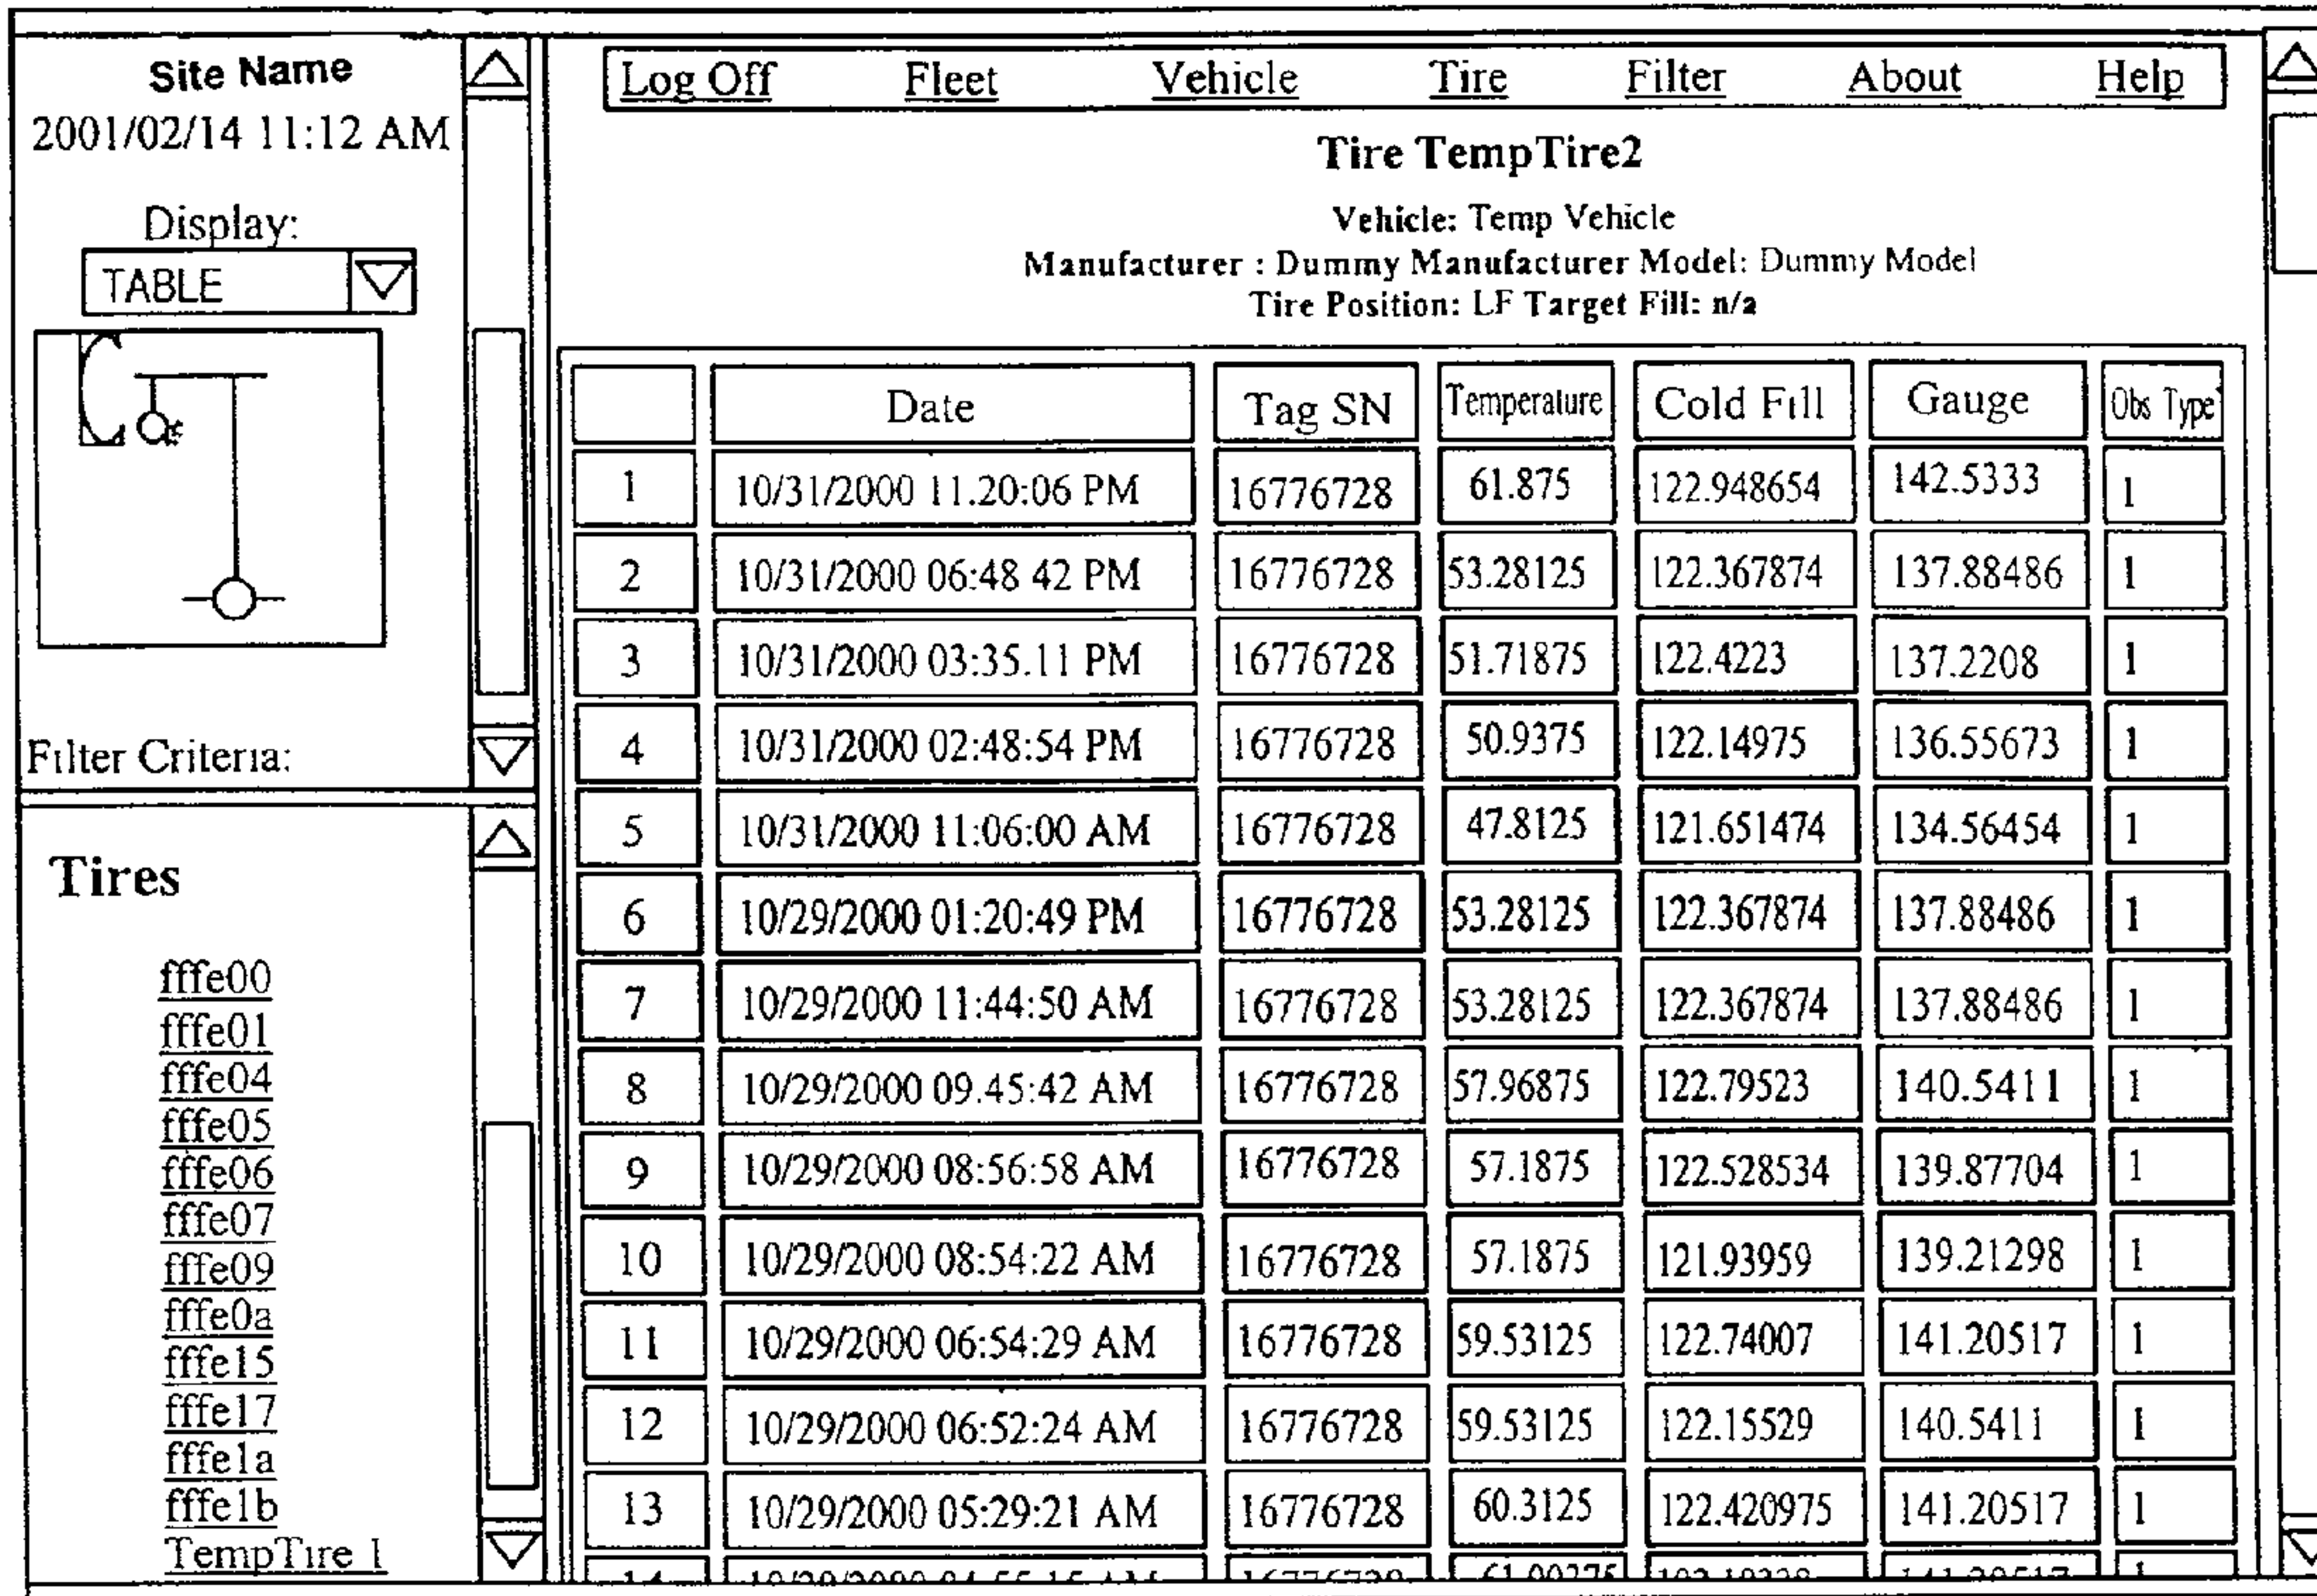 Site Name
2001/02/14 11:12 AM
Display:
TABLE
Filter Criteria:
Tires
fffe00
fffe01
fffe04
fffe05
fffe06
fffe07
fffe09
fffe0a
fffe15
fffe17
fffe1a
fffe1b
TempTire 1
Log Off Fleet Vehicle Tire Filter About Help
Tire TempTire2
Vehicle: Temp Vehicle
Manufacturer : Dummy Manufacturer Model: Dummy Model
Tire Position: LF Target Fill: n/a
Date Tag SN Temperature Cold Fill Gauge Obs Type
1 10/31/2000 11.20:06 PM 16776728 61.875 122.948654 142.5333 1
2 10/31/2000 06:48 42 PM 16776728 53.28125 122.367874 137.88486 1
3 10/31/2000 03:35.11 PM 16776728 51.71875 122.4223 137.2208 1
4 10/31/2000 02:48:54 PM 16776728 50.9375 122.14975 136.55673 1
5 10/31/2000 11:06:00 AM 16776728 47.8125 121.651474 134.56454 1
6 10/29/2000 01:20:49 PM 16776728 53.28125 122.367874 137.88486 1
7 10/29/2000 11:44:50 AM 16776728 53.28125 122.367874 137.88486 1
8 10/29/2000 09.45:42 AM 16776728 57.96875 122.79523 140.5411 1
9 10/29/2000 08:56:58 AM 16776728 57.1875 122.528534 139.87704 1
10 10/29/2000 08:54:22 AM 16776728 57.1875 121.93959 139.21298 1
11 10/29/2000 06:54:29 AM 16776728 59.53125 122.74007 141.20517 1
12 10/29/2000 06:52:24 AM 16776728 59.53125 122.15529 140.5411 1
13 10/29/2000 05:29:21 AM 16776728 60.3125 122.420975 141.20517 1